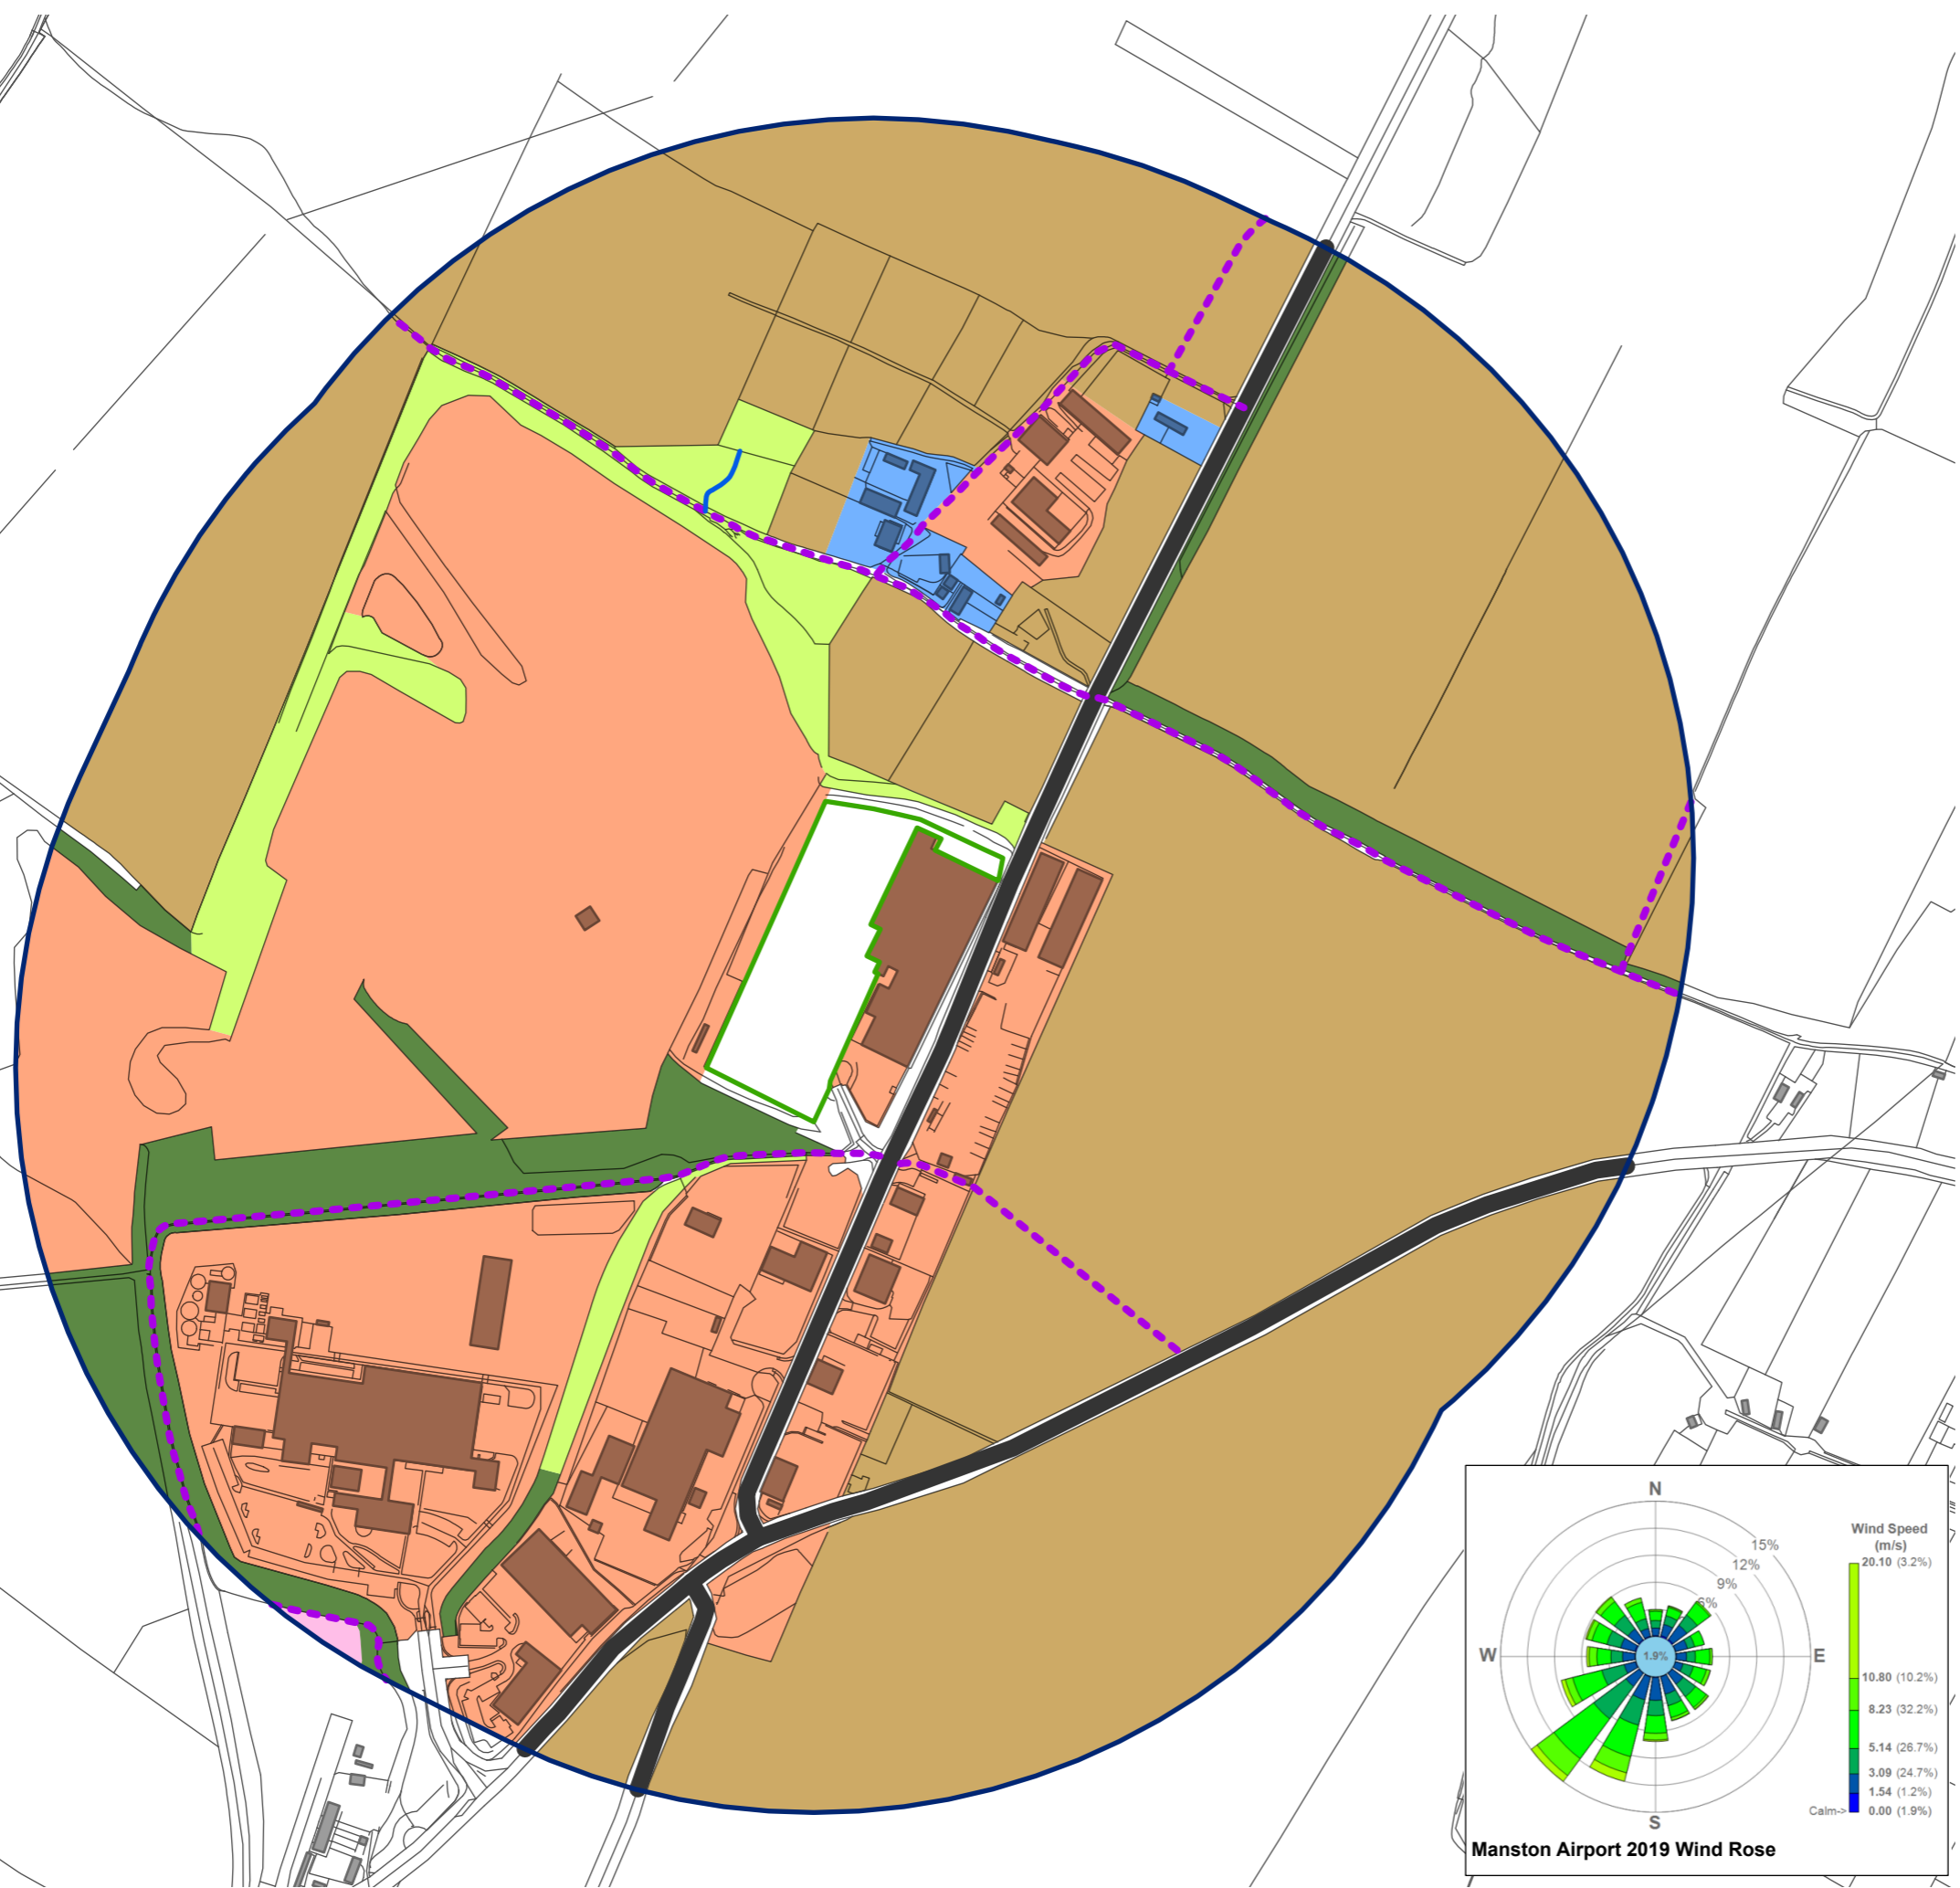 N
15%
12%
9%
6%
W
1.9%
E
S
Wind Speed
(m/s)
20.10 (3.2%)
10.80 (10.2%)
8.23 (32.2%)
5.14 (26.7%)
3.09 (24.7%)
1.54 (1.2%)
Calm-> 0.00 (1.9%)
Manston Airport 2019 Wind Rose